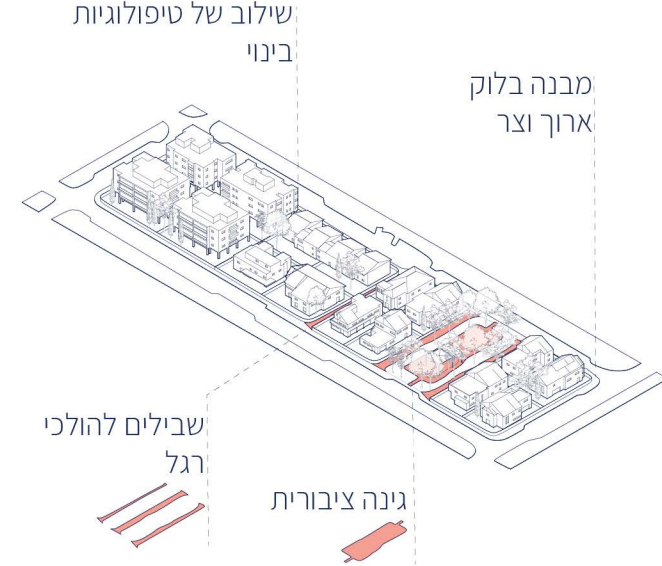 שילוב של טיפולוגיות
בינוי
מבנה בלוק
ארוך וצר
שבילים להולכי
רגל
גינה ציבורית